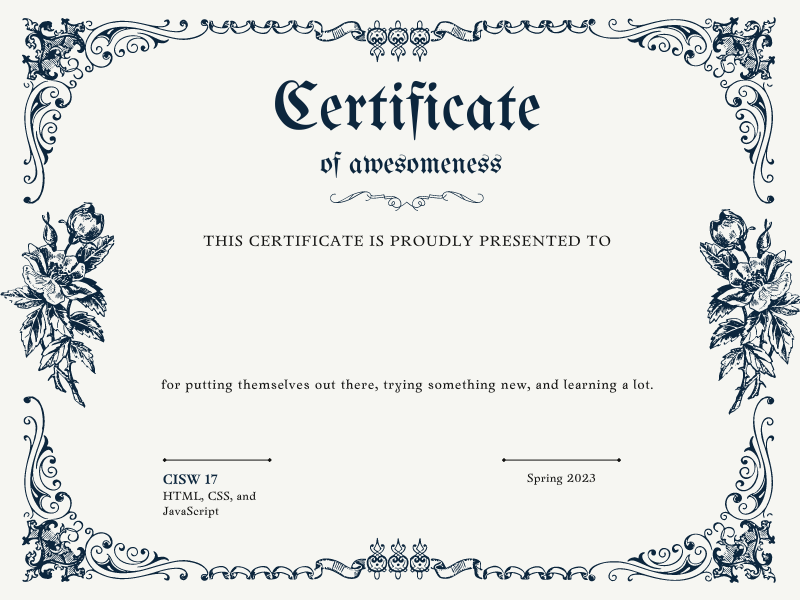 Certificate
of awesomeness
THIS CERTIFICATE IS PROUDLY PRESENTED TO
for putting themselves out there, trying something new, and learning a lot.
CISW 17
HTML, CSS, and
JavaScript
Spring 2023